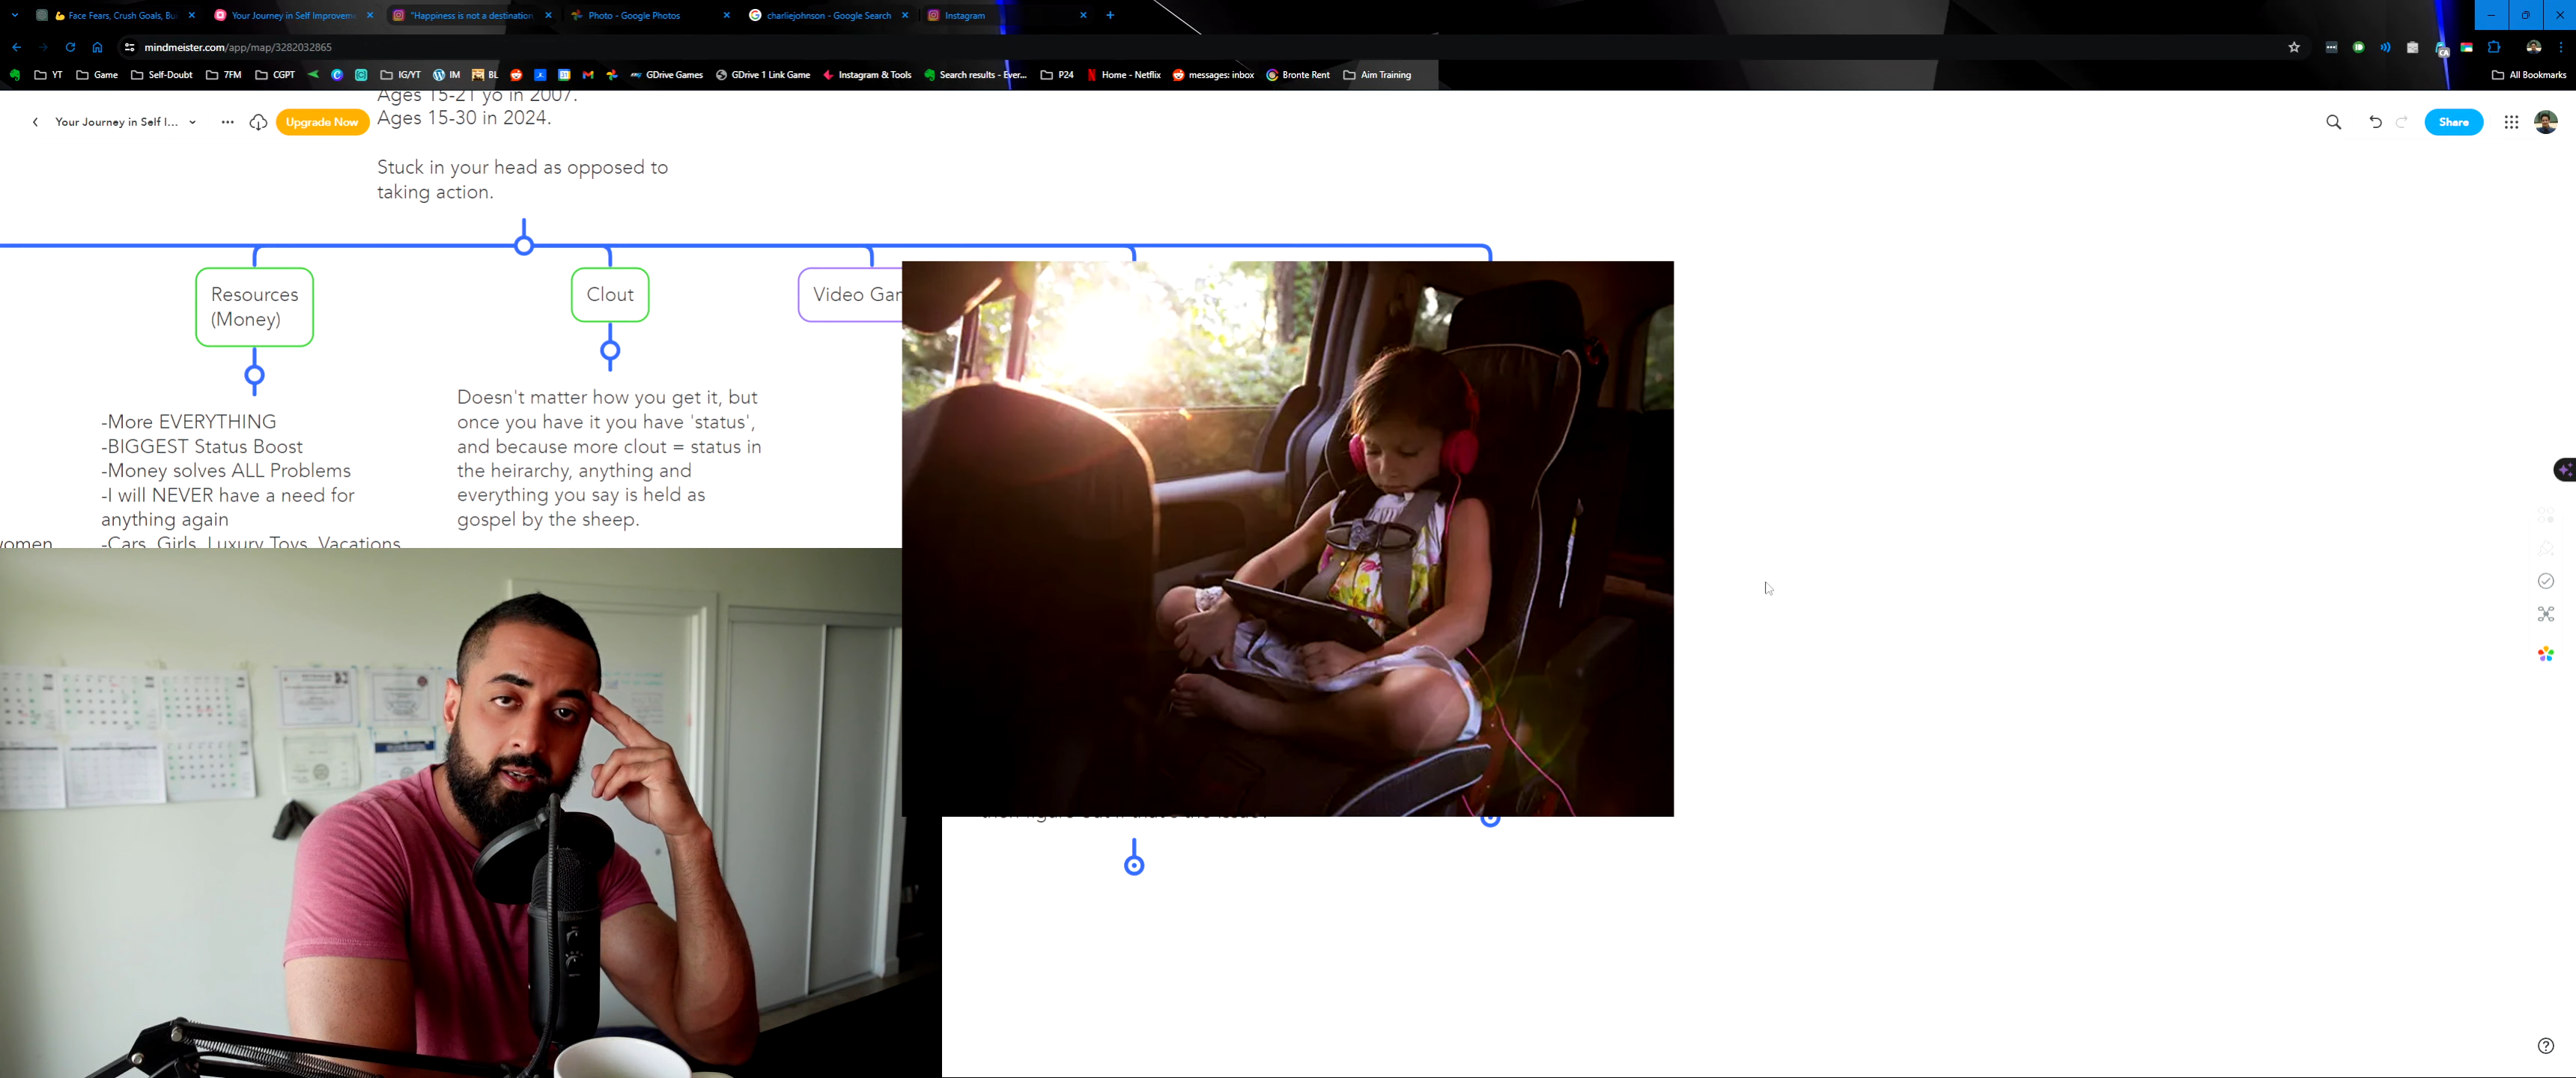 Face Fears, Crush Goals, Bu
Your Journey in Self Improvem
"Happiness is not a destination
Photo - Google Photos
charliejohnson - Google Search
Instagram
mindmeister.com/app/map/3282032865
YT
Game
Self-Doubt
7FM
CGPT
IG/YT
IM
BL
GDrive Games
GDrive 1 Link Game
Instagram & Tools
Search results - Ever...
P24
Home - Netflix
messages: inbox
Bronte Rent
Aim Training
All Bookmarks
Your Journey in Self I...
Upgrade Now
Share
Ages 15-21 yo in 2007.
Ages 15-30 in 2024.
Stuck in your head as opposed to
taking action.
Resources
(Money)
Clout
Video Gar
-More EVERYTHING
-BIGGEST Status Boost
-Money solves ALL Problems
-I will NEVER have a need for
anything again
-Cars, Girls, Luxury Toys, Vacations
omen
Doesn't matter how you get it, but
once you have it you have 'status',
and because more clout = status in
the heirarchy, anything and
everything you say is held as
gospel by the sheep.